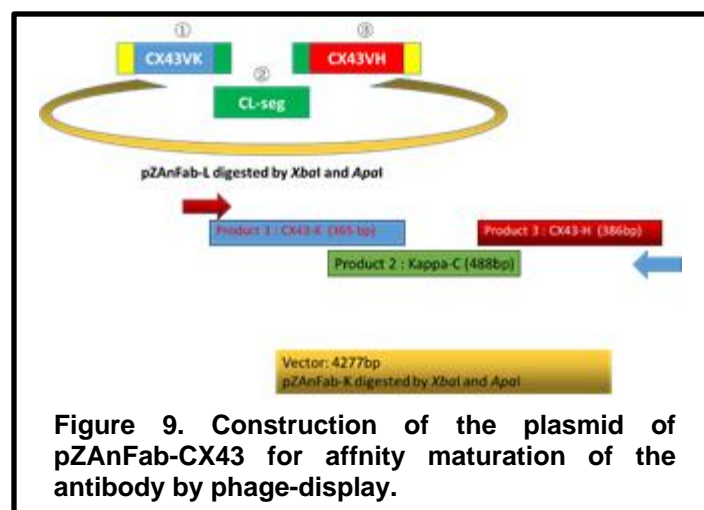 ① ③
CX43VK CX43VH
②
CL-seg
pZAnFab-L digested by XbaI and ApaI
Product 1 : CX43-K (365 bp) Product 3 : CX43-H (386bp)
Product 2 : Kappa-C (488bp)
Vector: 4277bp
pZAnFab-K digested by XbaI and ApaI
Figure 9. Construction of the plasmid of
pZAnFab-CX43 for affnity maturation of the
antibody by phage-display.